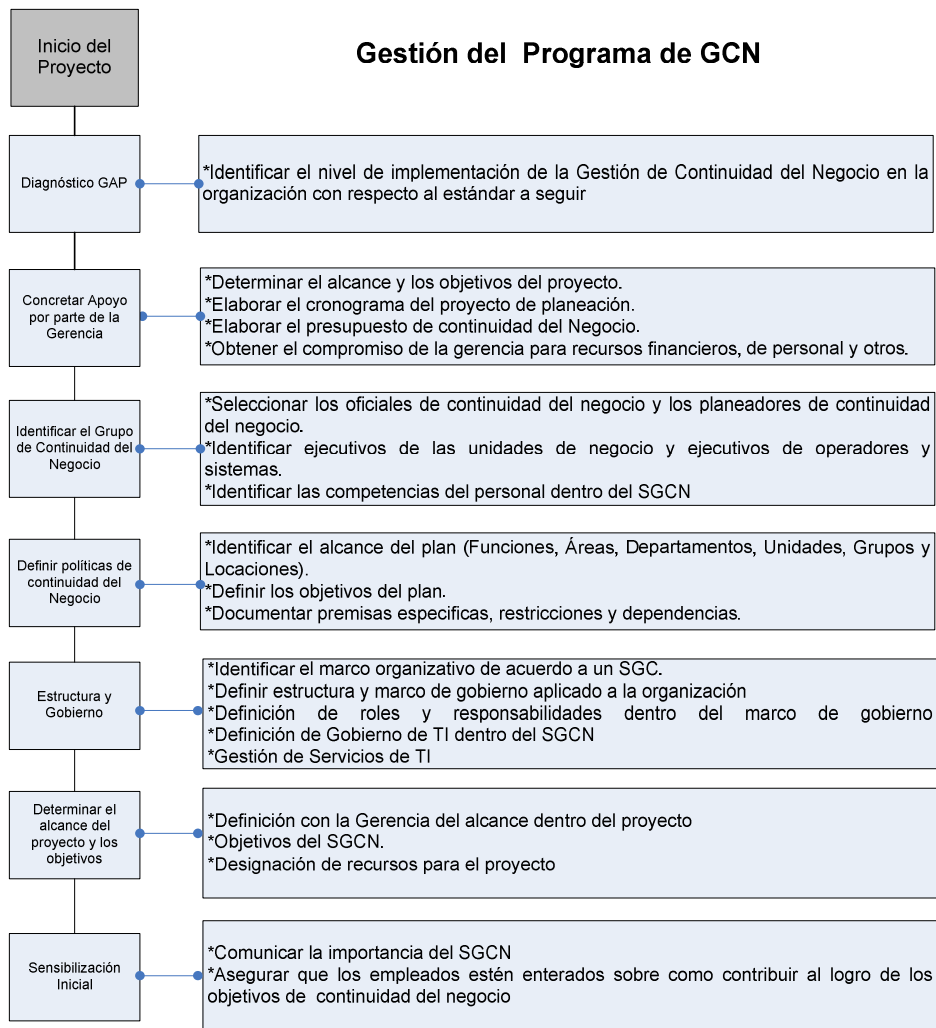 Inicio del
Proyecto
Gestión del Programa de GCN
Diagnóstico GAP
*Identificar el nivel de implementación de la Gestión de Continuidad del Negocio en la
organización con respecto al estándar a seguir
Concretar Apoyo
por parte de la
Gerencia
*Determinar el alcance y los objetivos del proyecto.
*Elaborar el cronograma del proyecto de planeación.
*Elaborar el presupuesto de continuidad del Negocio.
*Obtener el compromiso de la gerencia para recursos financieros, de personal y otros.
Identificar el Grupo
de Continuidad del
Negocio
*Seleccionar los oficiales de continuidad del negocio y los planeadores de continuidad
del negocio.
*Identificar ejecutivos de las unidades de negocio y ejecutivos de operadores y
sistemas.
*Identificar las competencias del personal dentro del SGCN
Definir políticas de
continuidad del
Negocio
*Identificar el alcance del plan (Funciones, Áreas, Departamentos, Unidades, Grupos y
Locaciones).
*Definir los objetivos del plan.
*Documentar premisas especificas, restricciones y dependencias.
Estructura y
Gobierno
*Identificar el marco organizativo de acuerdo a un SGC.
*Definir estructura y marco de gobierno aplicado a la organización
*Definición de roles y responsabilidades dentro del marco de gobierno
*Definición de Gobierno de TI dentro del SGCN
*Gestión de Servicios de TI
Determinar el
alcance del
proyecto y los
objetivos
*Definición con la Gerencia del alcance dentro del proyecto
*Objetivos del SGCN.
*Designación de recursos para el proyecto
Sensibilización
Inicial
*Comunicar la importancia del SGCN
*Asegurar que los empleados estén enterados sobre como contribuir al logro de los
objetivos de continuidad del negocio